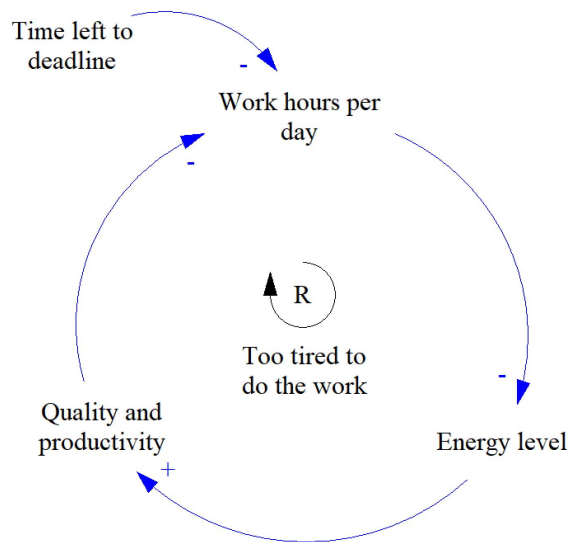 Time left to
deadline
-
Work hours per
day
-
R
Too tired to
do the work
-
Quality and
productivity
+
Energy level